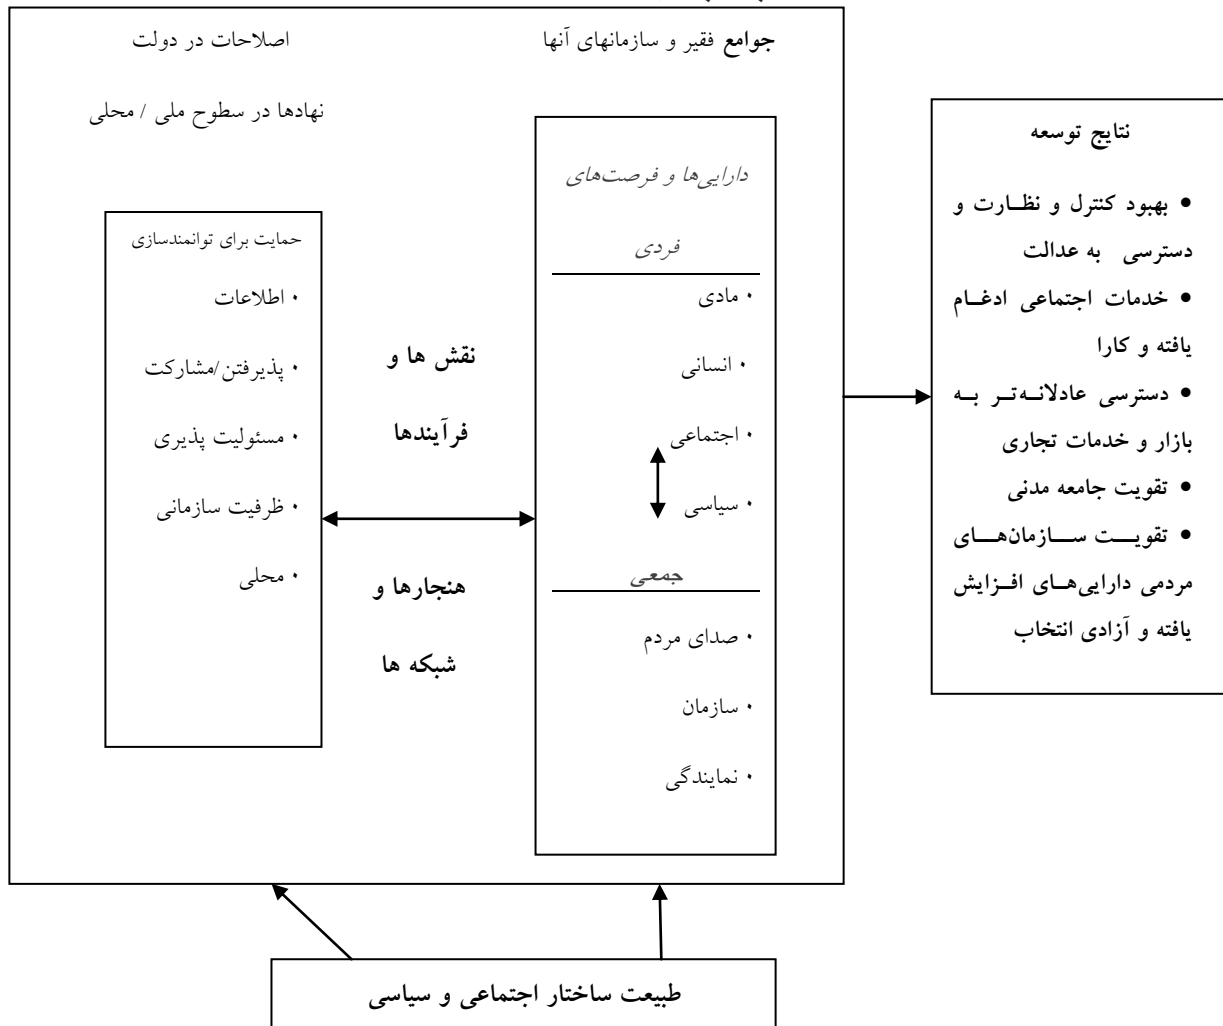 جوامع فقیر و سازمانهای آنها
دارایی‌ها و فرصت‌های
فردی
· مادی
· انسانی
· اجتماعی
· سیاسی
جمعی
· صدای مردم
· سازمان
· نمایندگی
نقش ها و
فرآیندها
هنجارها و
شبکه ها
اصلاحات در دولت
نهادها در سطوح ملی / محلی
حمایت برای توانمندسازی
· اطلاعات
· پذیرفتن/مشارکت
· مسئولیت پذیری
· ظرفیت سازمانی
· محلی
نتایج توسعه
• بهبود کنترل و نظارت و
دسترسی به عدالت
• خدمات اجتماعی ادغام
یافته و کارا
• دسترسی عادلانه‌تر به
بازار و خدمات تجاری
• تقویت جامعه مدنی
• تقویت سازمان‌های
مردمی دارایی‌های افزایش
یافته و آزادی انتخاب
طبیعت ساختار اجتماعی و سیاسی